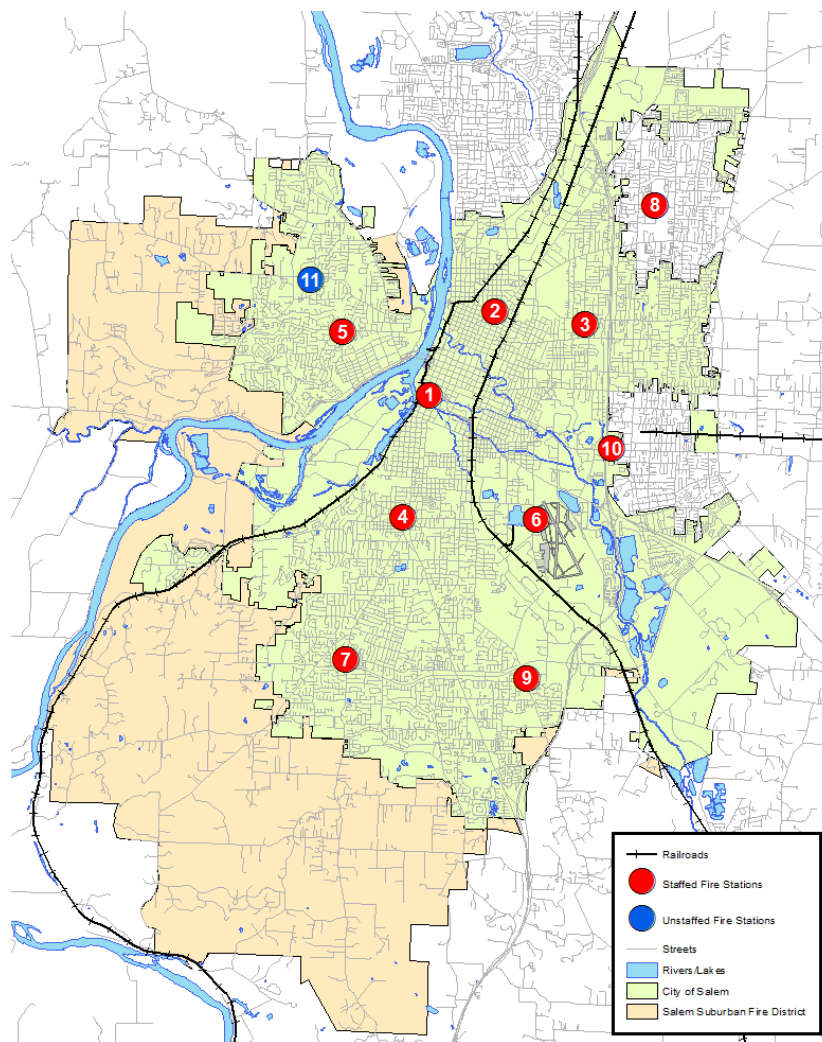 8
11
2
3
5
1
10
4
6
7
9
Railroads
Staffed Fire Stations
Unstaffed Fire Stations
Streets
Rivers/Lakes
City of Salem
Salem Suburban Fire District